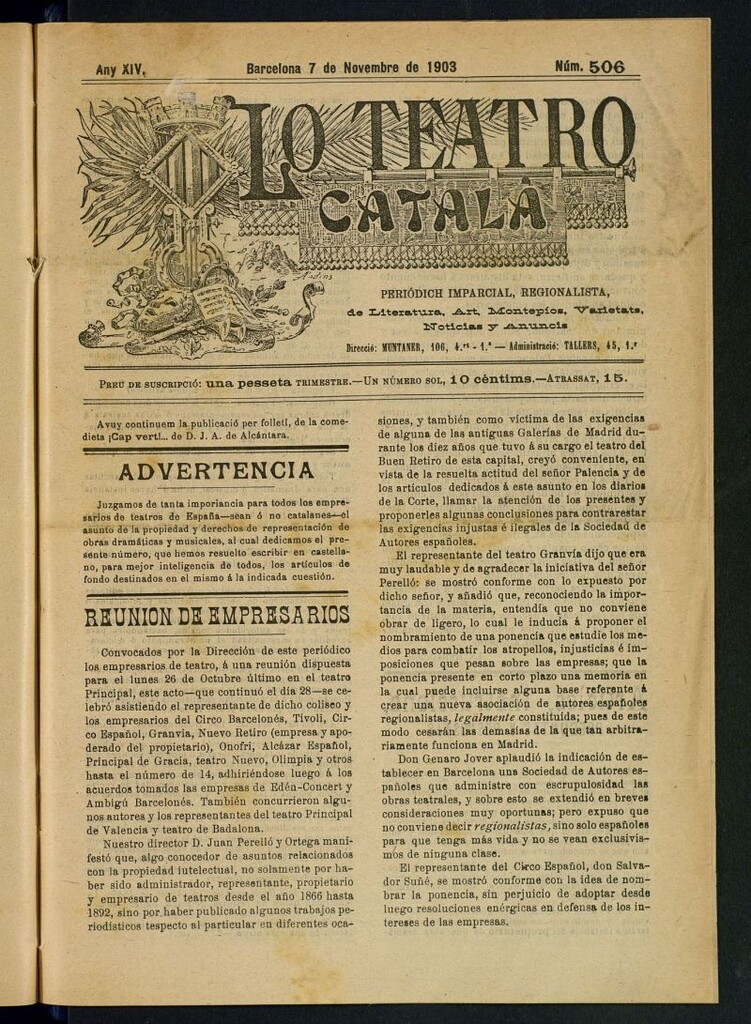 Any XIV.
Barcelona 7 de Novembre de 1903
Núm. 506
LO TEATRO
CATALÀ
PERIÓDICH IMPARCIAL, REGIONALISTA,
de Literatura, Art, Montepios, Varietats,
Noticias y Anuncis
Direcció: MUNTANER, 106, 4.rt - 1.ª — Administració: TALLERS, 45, 1.r
PREU DE SUSCRIPCIÓ: una pesseta TRIMESTRE.—UN NÚMERO SOL, 10 céntims.—ATRASSAT, 15.
Avuy continuem la publicació per folletí, de la come-
dieta ¡Cap vert!... de D. J. A. de Alcántara.
ADVERTENCIA
Juzgamos de tanta importancia para todos los empre-
sarios de teatros de España—sean ó no catalanes—el
asunto de la propiedad y derechos de representación de
obras dramáticas y musicales, al cual dedicamos el pre-
sente número, que hemos resuelto escribir en castella-
no, para mejor inteligencia de todos, los artículos de
fondo destinados en el mismo á la indicada cuestión.
REUNION DE EMPRESARIOS
Convocados por la Dirección de este periódico
los empresarios de teatro, á una reunión dispuesta
para el lunes 26 de Octubre último en el teatro
Principal, este acto—que continuó el día 28—se ce-
lebró asistiendo el representante de dicho coliseo y
los empresarios del Circo Barcelonés, Tivoli, Cir-
co Español, Granvia, Nuevo Retiro (empresa y apo-
derado del propietario), Onofri, Alcázar Español,
Principal de Gracia, teatro Nuevo, Olimpia y otros
hasta el número de 14, adhiriéndose luego á los
acuerdos tomados las empresas de Edén-Concert y
Ambigú Barcelonés. También concurrieron algu-
nos autores y los representantes del teatro Principal
de Valencia y teatro de Badalona.
Nuestro director D. Juan Perelló y Ortega mani-
festó que, algo conocedor de asuntos relacionados
con la propiedad intelectual, no solamente por ha-
ber sido administrador, representante, propietario
y empresario de teatros desde el año 1866 hasta
1892, sino por haber publicado algunos trabajos pe-
riodísticos tespecto al particular en diferentes oca-
siones, y también como víctima de las exigencias
de alguna de las antiguas Galerías de Madrid du-
rante los diez años que tuvo á su cargo el teatro del
Buen Retiro de esta capital, creyó conveniente, en
vista de la resuelta actitud del señor Palencia y de
los artículos dedicados á este asunto en los diarios
de la Corte, llamar la atención de los presentes y
proponerles algunas conclusiones para contrarestar
las exigencias injustas é ilegales de la Sociedad de
Autores españoles.
El representante del teatro Granvía dijo que era
muy laudable y de agradecer la iniciativa del señor
Perelló: se mostró conforme con lo expuesto por
dicho señor, y añadió que, reconociendo la impor-
tancia de la materia, entendía que no conviene
obrar de ligero, lo cual le inducía á proponer el
nombramiento de una ponencia que estudie los me-
dios para combatir los atropellos, injusticias é im-
posiciones que pesan sobre las empresas; que la
ponencia presente en corto plazo una memoria en
la cual puede incluirse alguna base referente á
crear una nueva asociación de autores españoles
regionalistas, legalmente constituída; pues de este
modo cesarán las demasías de la que tan arbitra-
riamente funciona en Madrid.
Don Genaro Jover aplaudió la indicación de es-
tablecer en Barcelona una Sociedad de Autores es-
pañoles que administre con escrupulosidad las
obras teatrales, y sobre esto se extendió en breves
consideraciones muy oportunas; pero expuso que
no conviene decir regionalistas, sino solo españoles
para que tenga más vida y no se vean exclusivis-
mos de ninguna clase.
El representante del Circo Español, don Salva-
dor Suñé, se mostró conforme con la idea de nom-
brar la ponencia, sin perjuicio de adoptar desde
luego resoluciones enérgicas en defensa de los in-
tereses de las empresas.